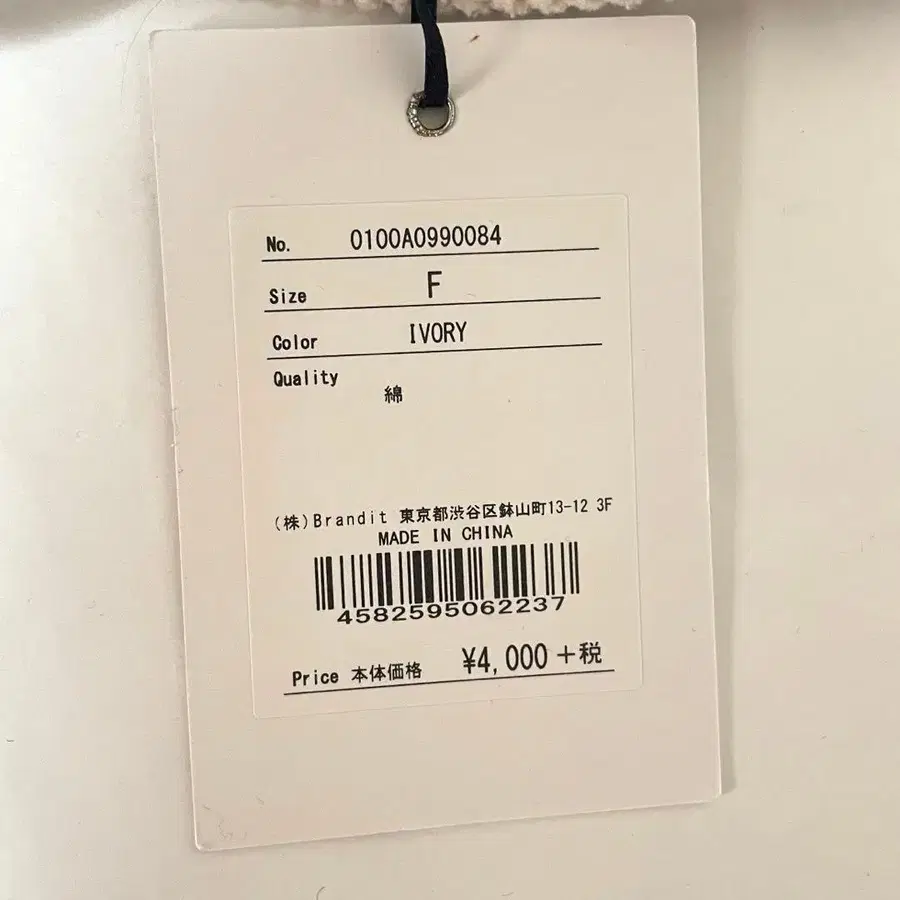 No. 0100A0990084
Size F
Color IVORY
Quality
綿
(株)Brandit 東京都渋谷区鉢山町13-12 3F
MADE IN CHINA
4582595062237
Price 本体価格 ¥4,000+税